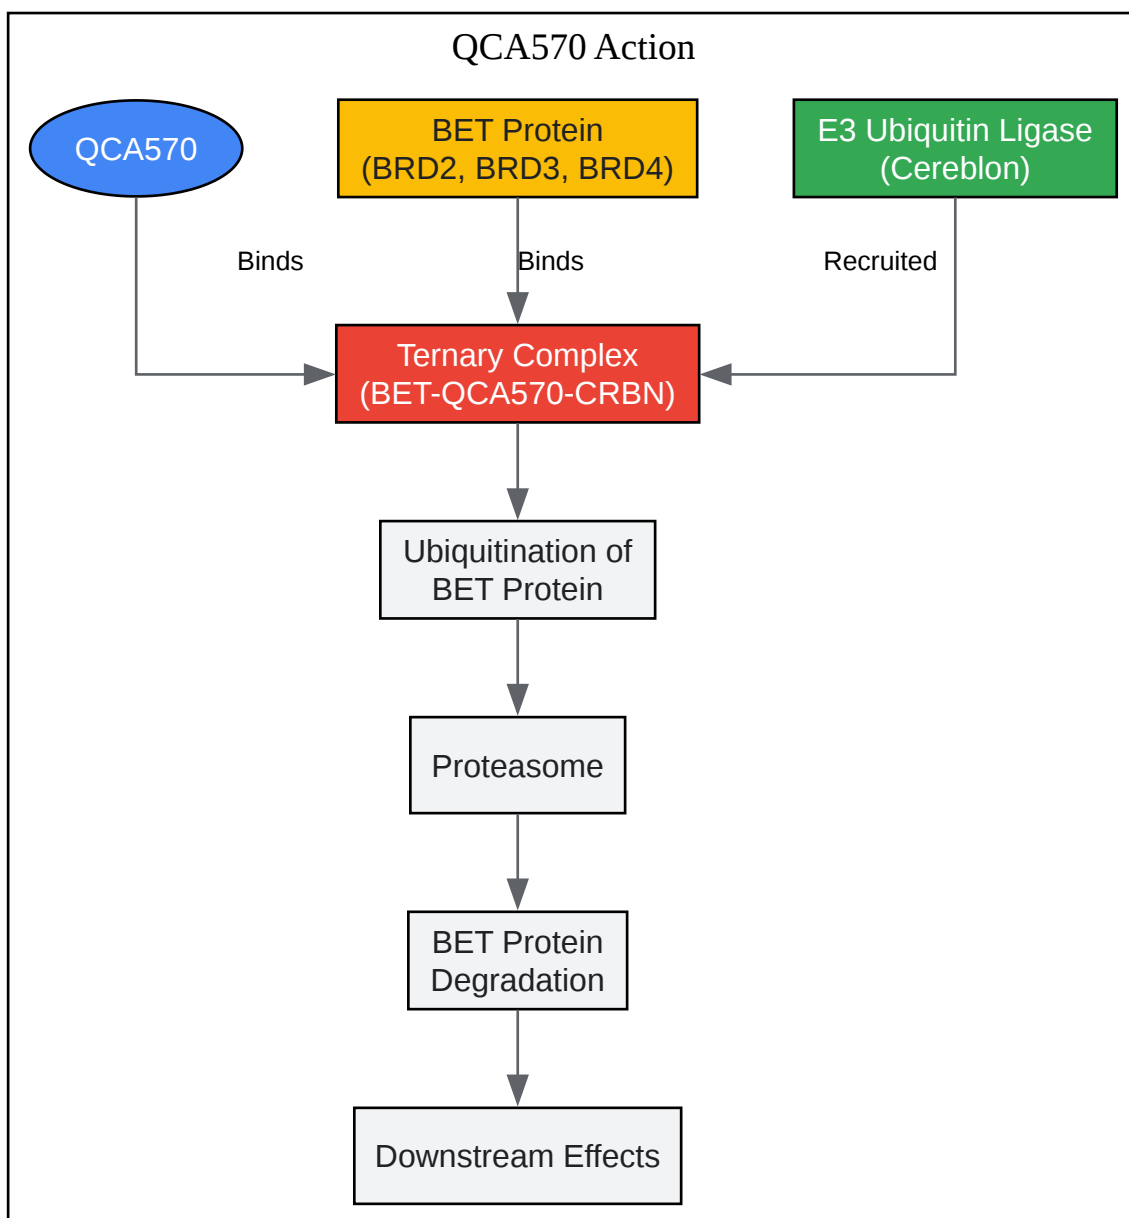 QCA570 Action
QCA570
BET Protein
(BRD2, BRD3, BRD4)
E3 Ubiquitin Ligase
(Cereblon)
Binds
Binds
Recruited
Ternary Complex
(BET-QCA570-CRBN)
Ubiquitination of
BET Protein
Proteasome
BET Protein
Degradation
Downstream Effects